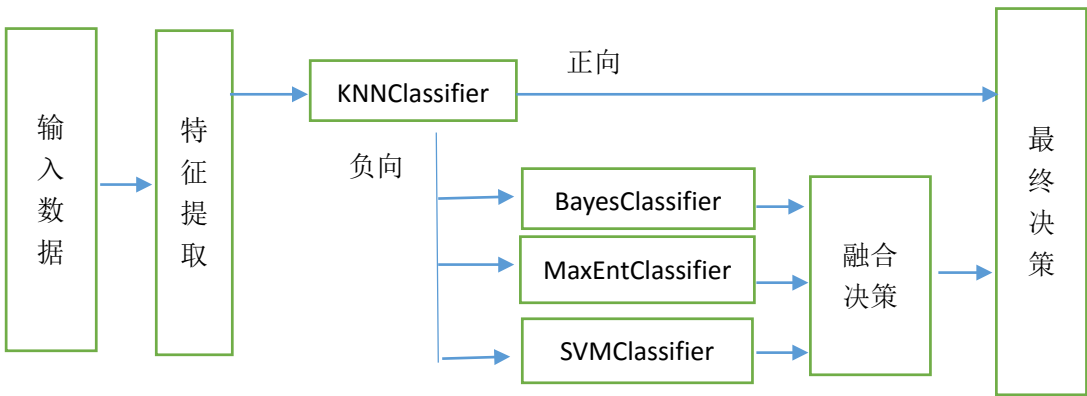 输入数据
特征提取
KNNClassifier
正向
负向
BayesClassifier
MaxEntClassifier
SVMClassifier
融合
决策
最终决策